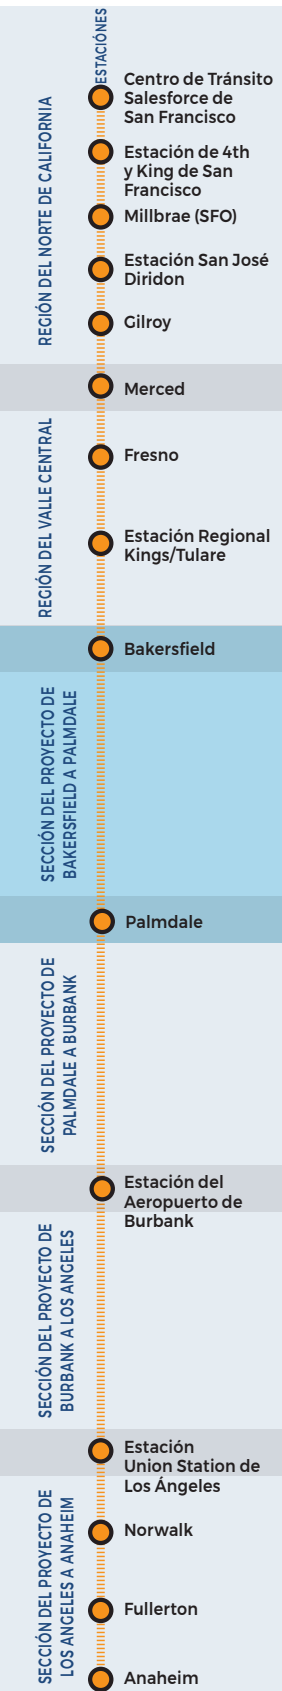 ESTACIÓNES
REGIÓN DEL NORTE DE CALIFORNIA
Centro de Tránsito
Salesforce de
San Francisco
Estación de 4th
y King de San
Francisco
Millbrae (SFO)
Estación San José
Diridon
Gilroy
Merced
REGIÓN DEL VALLE CENTRAL
Fresno
Estación Regional
Kings/Tulare
Bakersfield
SECCIÓN DEL PROYECTO DE
BAKERSFIELD A PALMDALE
Palmdale
SECCIÓN DEL PROYECTO DE
PALMDALE A BURBANK
Estación del
Aeropuerto de
Burbank
SECCIÓN DEL PROYECTO DE
BURBANK A LOS ANGELES
Estación
Union Station de
Los Ángeles
SECCIÓN DEL PROYECTO DE
LOS ANGELES A ANAHEIM
Norwalk
Fullerton
Anaheim